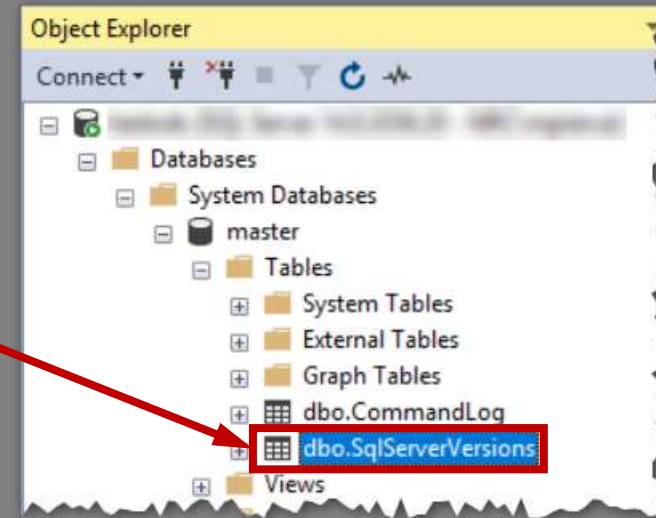 Object Explorer
Connect
Databases
System Databases
master
Tables
System Tables
External Tables
Graph Tables
dbo.CommandLog
dbo.SqlServerVersions
Views